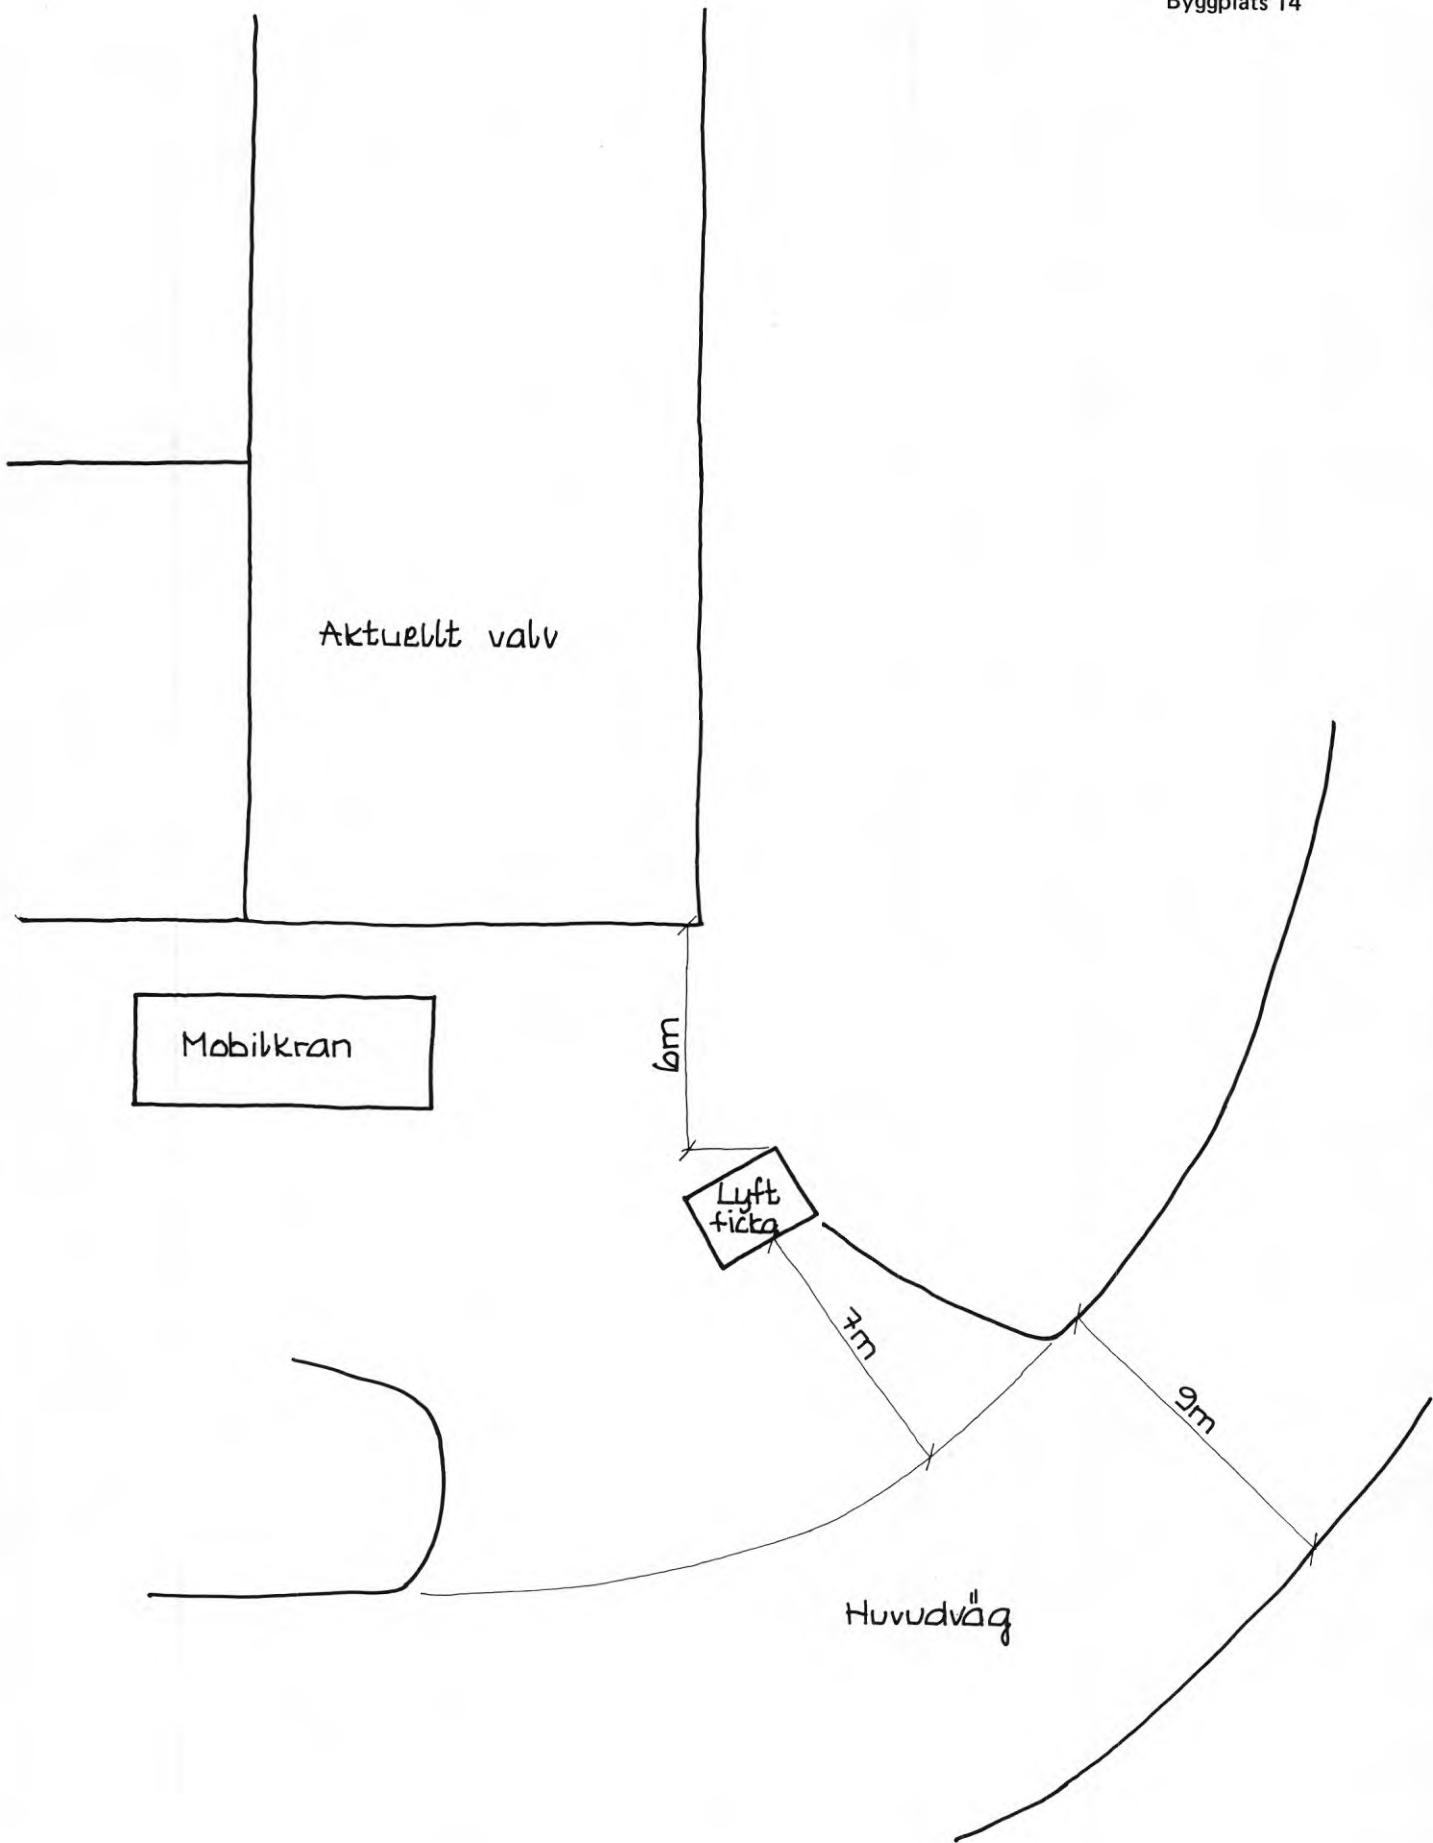 Byggplats 14
Aktuellt valv
Mobilkran
6m
Lyft
ficka
7m
9m
Huvudväg